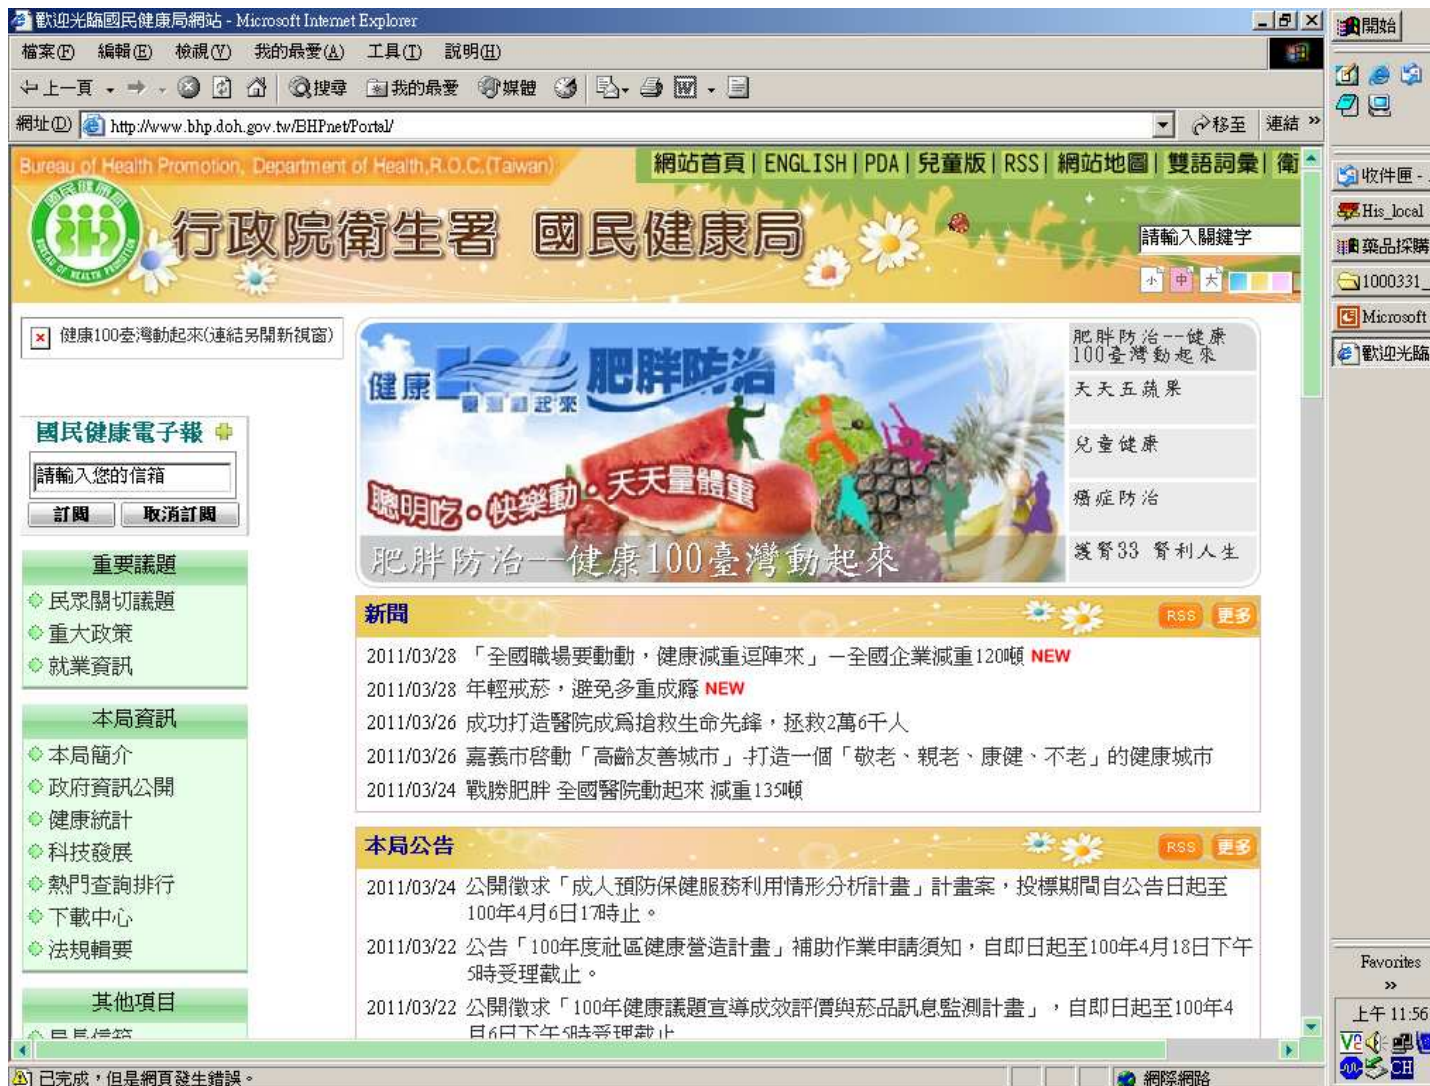 歡迎光臨國民健康局網站 - Microsoft Internet Explorer
檔案(F) 編輯(E) 檢視(V) 我的最愛(A) 工具(T) 說明(H)
上一頁 搜尋 我的最愛 媒體
網址(D) http://www.bhp.doh.gov.tw/BHPnet/Portal/ 移至 連結 »
Bureau of Health Promotion, Department of Health,R.O.C.(Taiwan)
網站首頁 | ENGLISH | PDA | 兒童版 | RSS | 網站地圖 | 雙語詞彙 | 衛
行政院衛生署 國民健康局
請輸入關鍵字
小 中 大
健康100臺灣動起來(連結另開新視窗)
國民健康電子報
請輸入您的信箱
訂閱 取消訂閱
重要議題
民眾關切議題
重大政策
就業資訊
本局資訊
本局簡介
政府資訊公開
健康統計
科技發展
熱門查詢排行
下載中心
法規輯要
其他項目
局長信箱
健康100 肥胖防治
臺灣動起來
聰明吃•快樂動•天天量體重
肥胖防治--健康100臺灣動起來
肥胖防治--健康
100臺灣動起來
天天五蔬果
兒童健康
癌症防治
護腎33 腎利人生
新聞 RSS 更多
2011/03/28 「全國職場要動動,健康減重逗陣來」－全國企業減重120噸 NEW
2011/03/28 年輕戒菸,避免多重成癮 NEW
2011/03/26 成功打造醫院成為搶救生命先鋒,拯救2萬6千人
2011/03/26 嘉義市啓動「高齡友善城市」-打造一個「敬老、親老、康健、不老」的健康城市
2011/03/24 戰勝肥胖 全國醫院動起來 減重135噸
本局公告 RSS 更多
2011/03/24 公開徵求「成人預防保健服務利用情形分析計畫」計畫案,投標期間自公告日起至
100年4月6日17時止。
2011/03/22 公告「100年度社區健康營造計畫」補助作業申請須知,自即日起至100年4月18日下午
5時受理截止。
2011/03/22 公開徵求「100年健康議題宣導成效評價與菸品訊息監測計畫」,自即日起至100年4
月6日下午5時受理截止
已完成,但是網頁發生錯誤。 網際網路
開始
收件匣 -
His_local
藥品採購
1000331_
Microsoft
歡迎光臨
Favorites
»
上午 11:56
CH